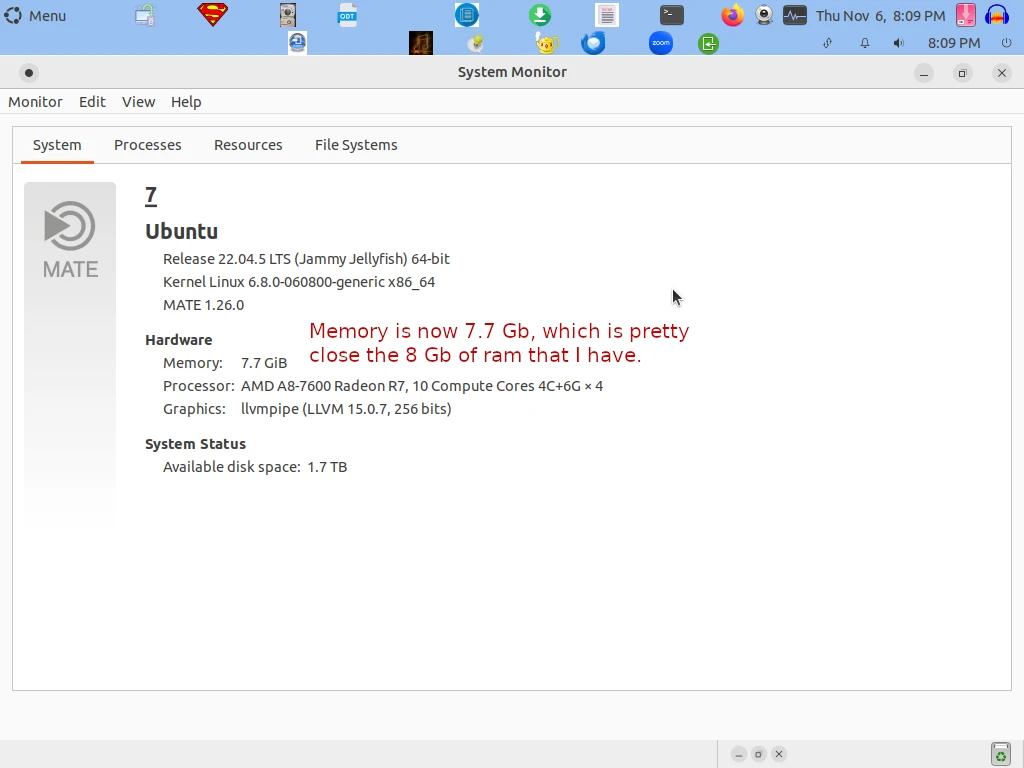 Menu
ODT
Thu Nov 6, 8:09 PM
zoom
8:09 PM
System Monitor
Monitor Edit View Help
System Processes Resources File Systems
MATE
7
Ubuntu
Release 22.04.5 LTS (Jammy Jellyfish) 64-bit
Kernel Linux 6.8.0-060800-generic x86_64
MATE 1.26.0
Hardware
Memory is now 7.7 Gb, which is pretty
close the 8 Gb of ram that I have.
Memory: 7.7 GiB
Processor: AMD A8-7600 Radeon R7, 10 Compute Cores 4C+6G × 4
Graphics: llvmpipe (LLVM 15.0.7, 256 bits)
System Status
Available disk space: 1.7 TB